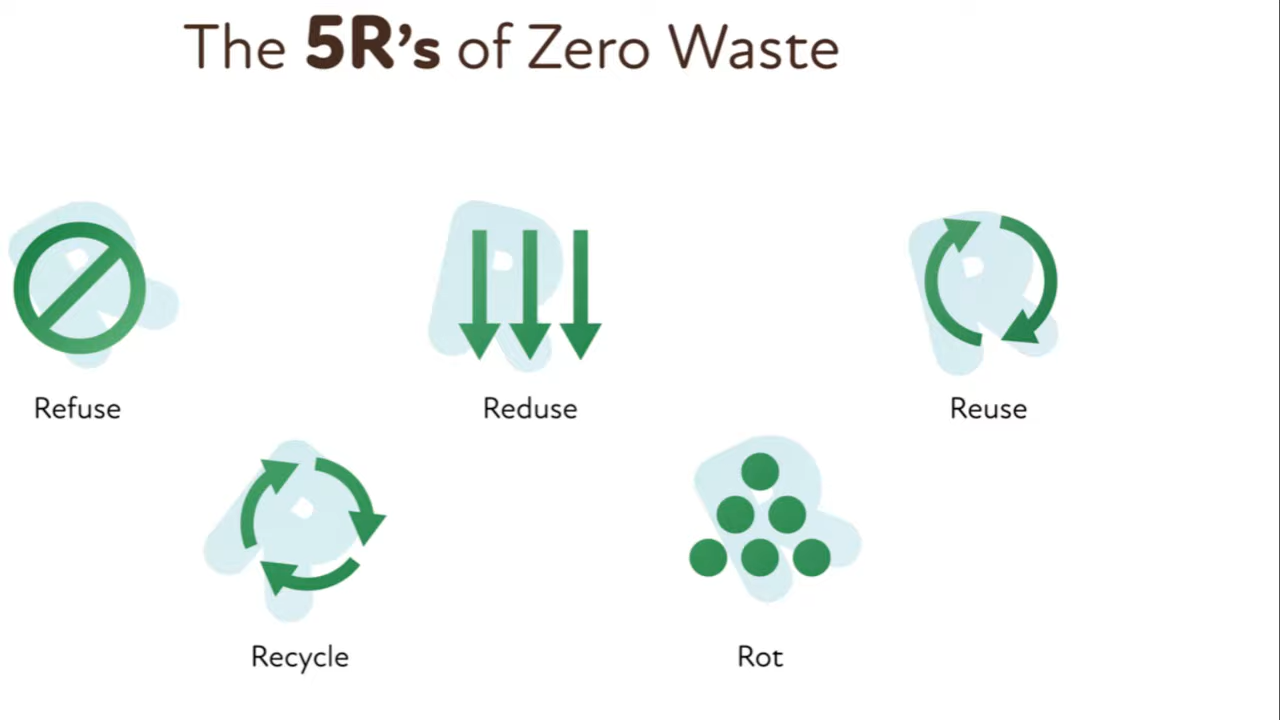 The 5R’s of Zero Waste
Refuse
Reduse
Reuse
Recycle
Rot